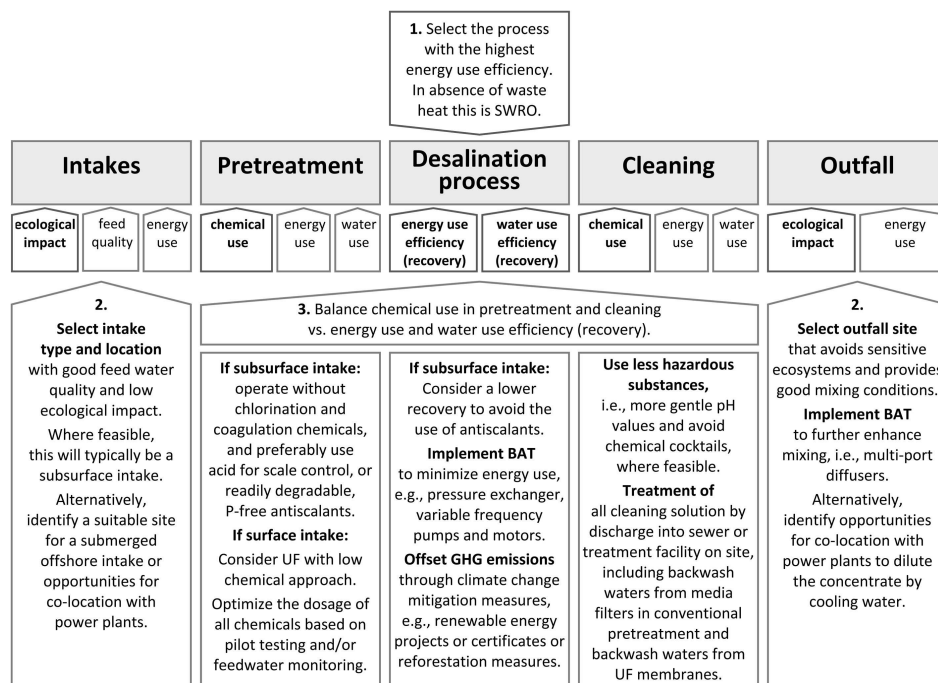 1. Select the process
with the highest
energy use efficiency.
In absence of waste
heat this is SWRO.
Intakes
Pretreatment
Desalination
process
Cleaning
Outfall
ecological
impact
feed
quality
energy
use
chemical
use
energy
use
water
use
energy use
efficiency
(recovery)
water use
efficiency
(recovery)
chemical
use
energy
use
water
use
ecological
impact
energy
use
2.
Select intake
type and location
with good feed water
quality and low
ecological impact.
Where feasible,
this will typically be a
subsurface intake.
Alternatively,
identify a suitable site
for a submerged
offshore intake or
opportunities for
co-location with
power plants.
3. Balance chemical use in pretreatment and cleaning
vs. energy use and water use efficiency (recovery).
If subsurface intake:
operate without
chlorination and
coagulation chemicals,
and preferably use
acid for scale control, or
readily degradable,
P-free antiscalants.
If surface intake:
Consider UF with low
chemical approach.
Optimize the dosage of
all chemicals based on
pilot testing and/or
feedwater monitoring.
If subsurface intake:
Consider a lower
recovery to avoid the
use of antiscalants.
Implement BAT
to minimize energy use,
e.g., pressure exchanger,
variable frequency
pumps and motors.
Offset GHG emissions
through climate change
mitigation measures,
e.g., renewable energy
projects or certificates or
reforestation measures.
Use less hazardous
substances,
i.e., more gentle pH
values and avoid
chemical cocktails,
where feasible.
Treatment of
all cleaning solution by
discharge into sewer or
treatment facility on site,
including backwash
waters from media
filters in conventional
pretreatment and
backwash waters from
UF membranes.
2.
Select outfall site
that avoids sensitive
ecosystems and provides
good mixing conditions.
Implement BAT
to further enhance
mixing, i.e., multi-port
diffusers.
Alternatively,
identify opportunities
for co-location with
power plants to dilute
the concentrate by
cooling water.